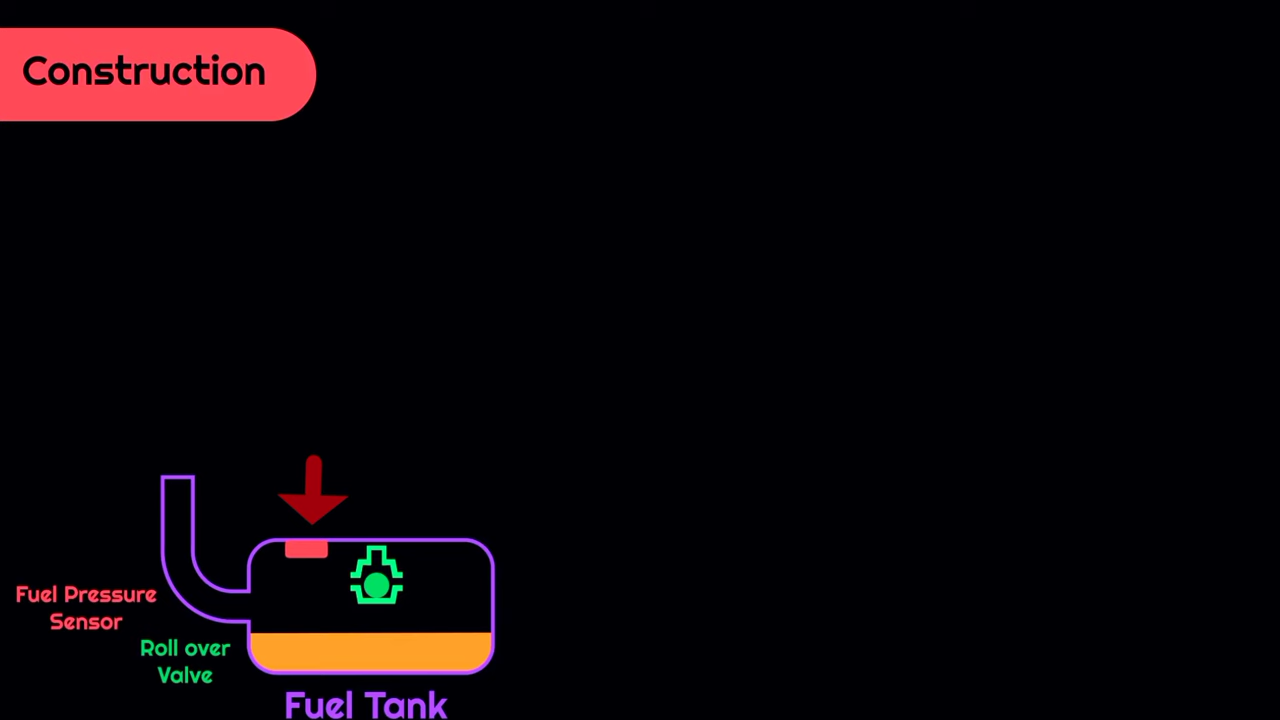 Construction
Fuel Pressure
Sensor
Roll over
Valve
Fuel Tank